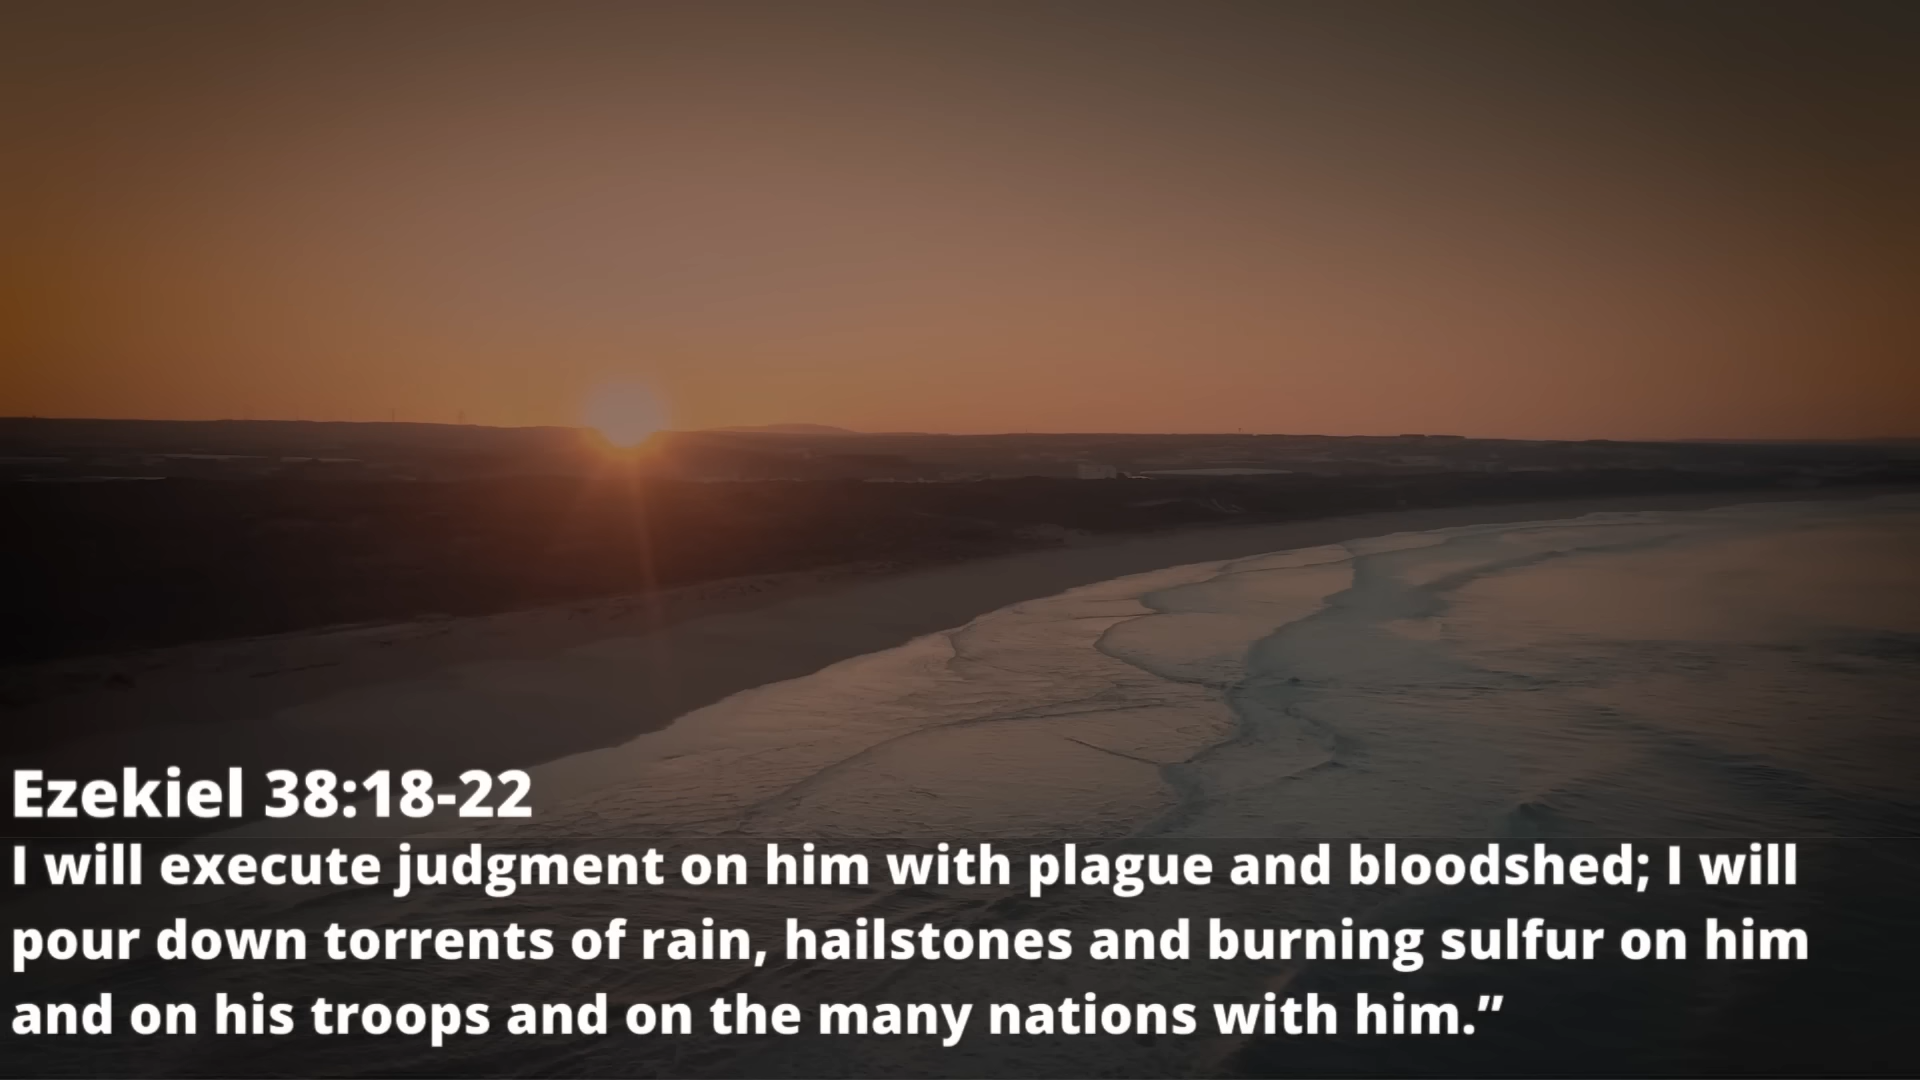 Ezekiel 38:18-22
I will execute judgment on him with plague and bloodshed; I will
pour down torrents of rain, hailstones and burning sulfur on him
and on his troops and on the many nations with him.”